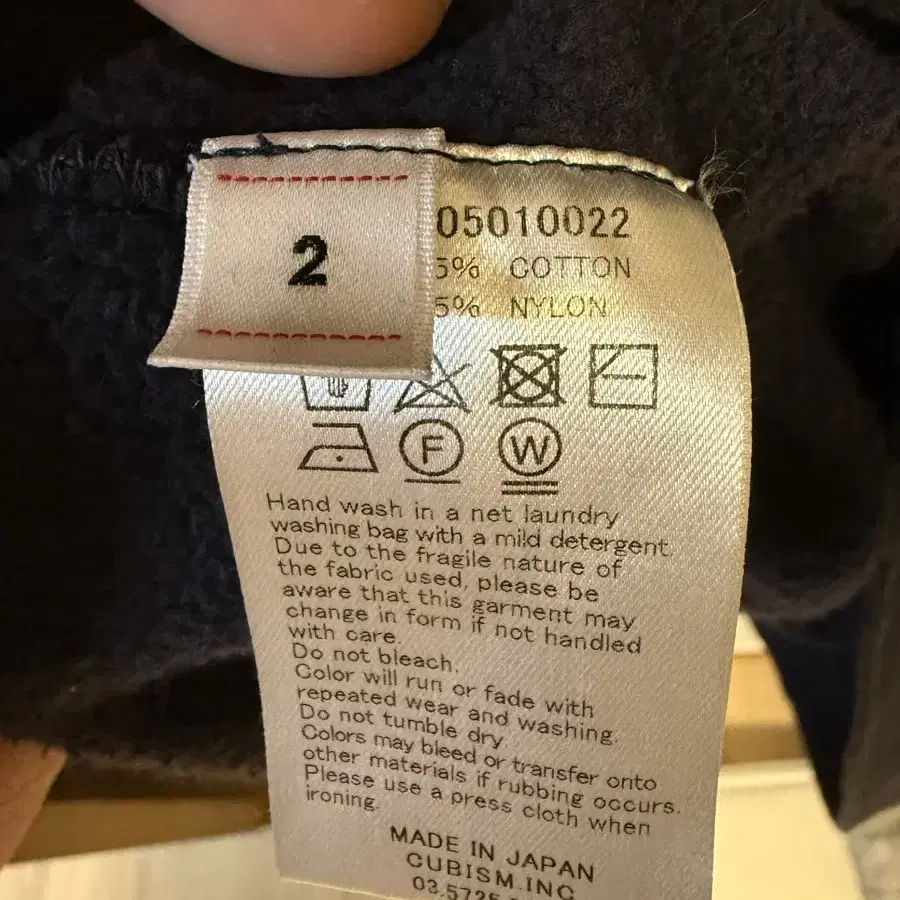 2
05010022
5% COTTON
5% NYLON
F
W
Hand wash in a net laundry
washing bag with a mild detergent.
Due to the fragile nature of
the fabric used, please be
aware that this garment may
change in form if not handled
with care.
Do not bleach.
Color will run or fade with
repeated wear and washing.
Do not tumble dry.
Colors may bleed or transfer onto
other materials if rubbing occurs.
Please use a press cloth when
ironing.
MADE IN JAPAN
CUBISM.INC
03.5725